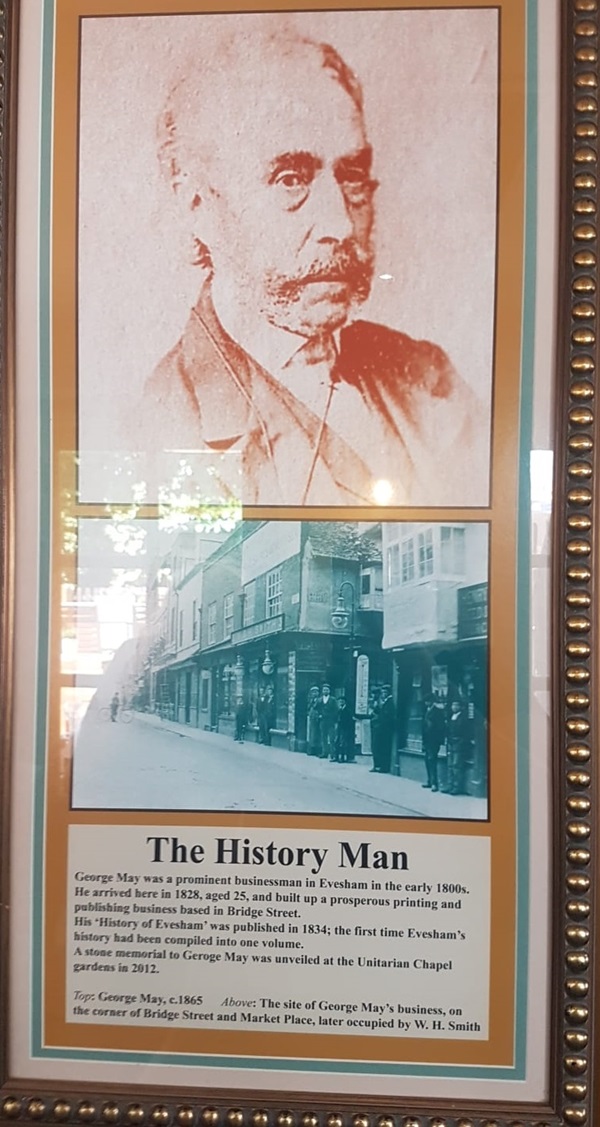 The History Man
George May was a prominent businessman in Evesham in the early 1800s.
He arrived here in 1828, aged 25, and built up a prosperous printing and
publishing business based in Bridge Street.
His ‘History of Evesham’ was published in 1834; the first time Evesham’s
history had been compiled into one volume.
A stone memorial to Geroge May was unveiled at the Unitarian Chapel
gardens in 2012.
Top: George May, c.1865 Above: The site of George May’s business, on
the corner of Bridge Street and Market Place, later occupied by W. H. Smith